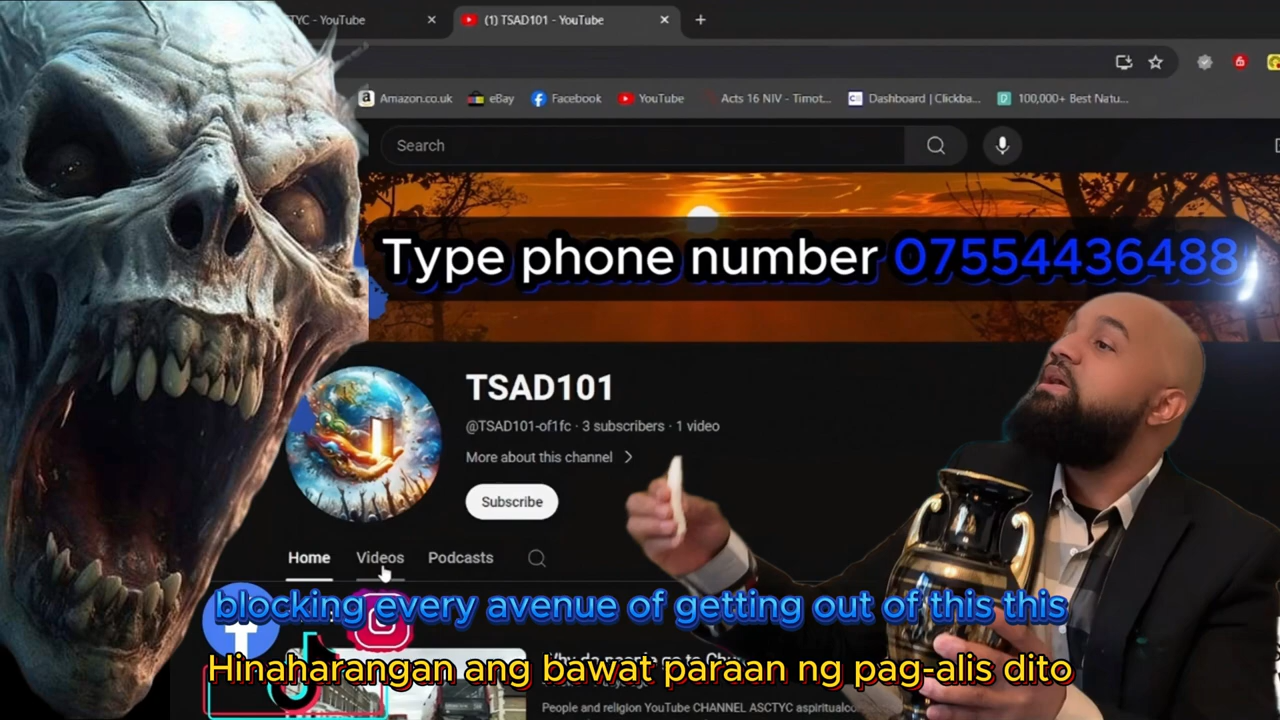 TYC - YouTube
(1) TSAD101 - YouTube
Amazon.co.uk
eBay
Facebook
YouTube
Acts 16 NIV - Timot...
Dashboard | Clickba...
100,000+ Best Natu...
Search
Type phone number 07554436488
TSAD101
@TSAD101-of1fc · 3 subscribers · 1 video
More about this channel
Subscribe
Home
Videos
Podcasts
blocking every avenue of getting out of this this
Hinaharangan ang bawat paraan ng pag-alis dito
People and religion YouTube CHANNEL ASCTYC